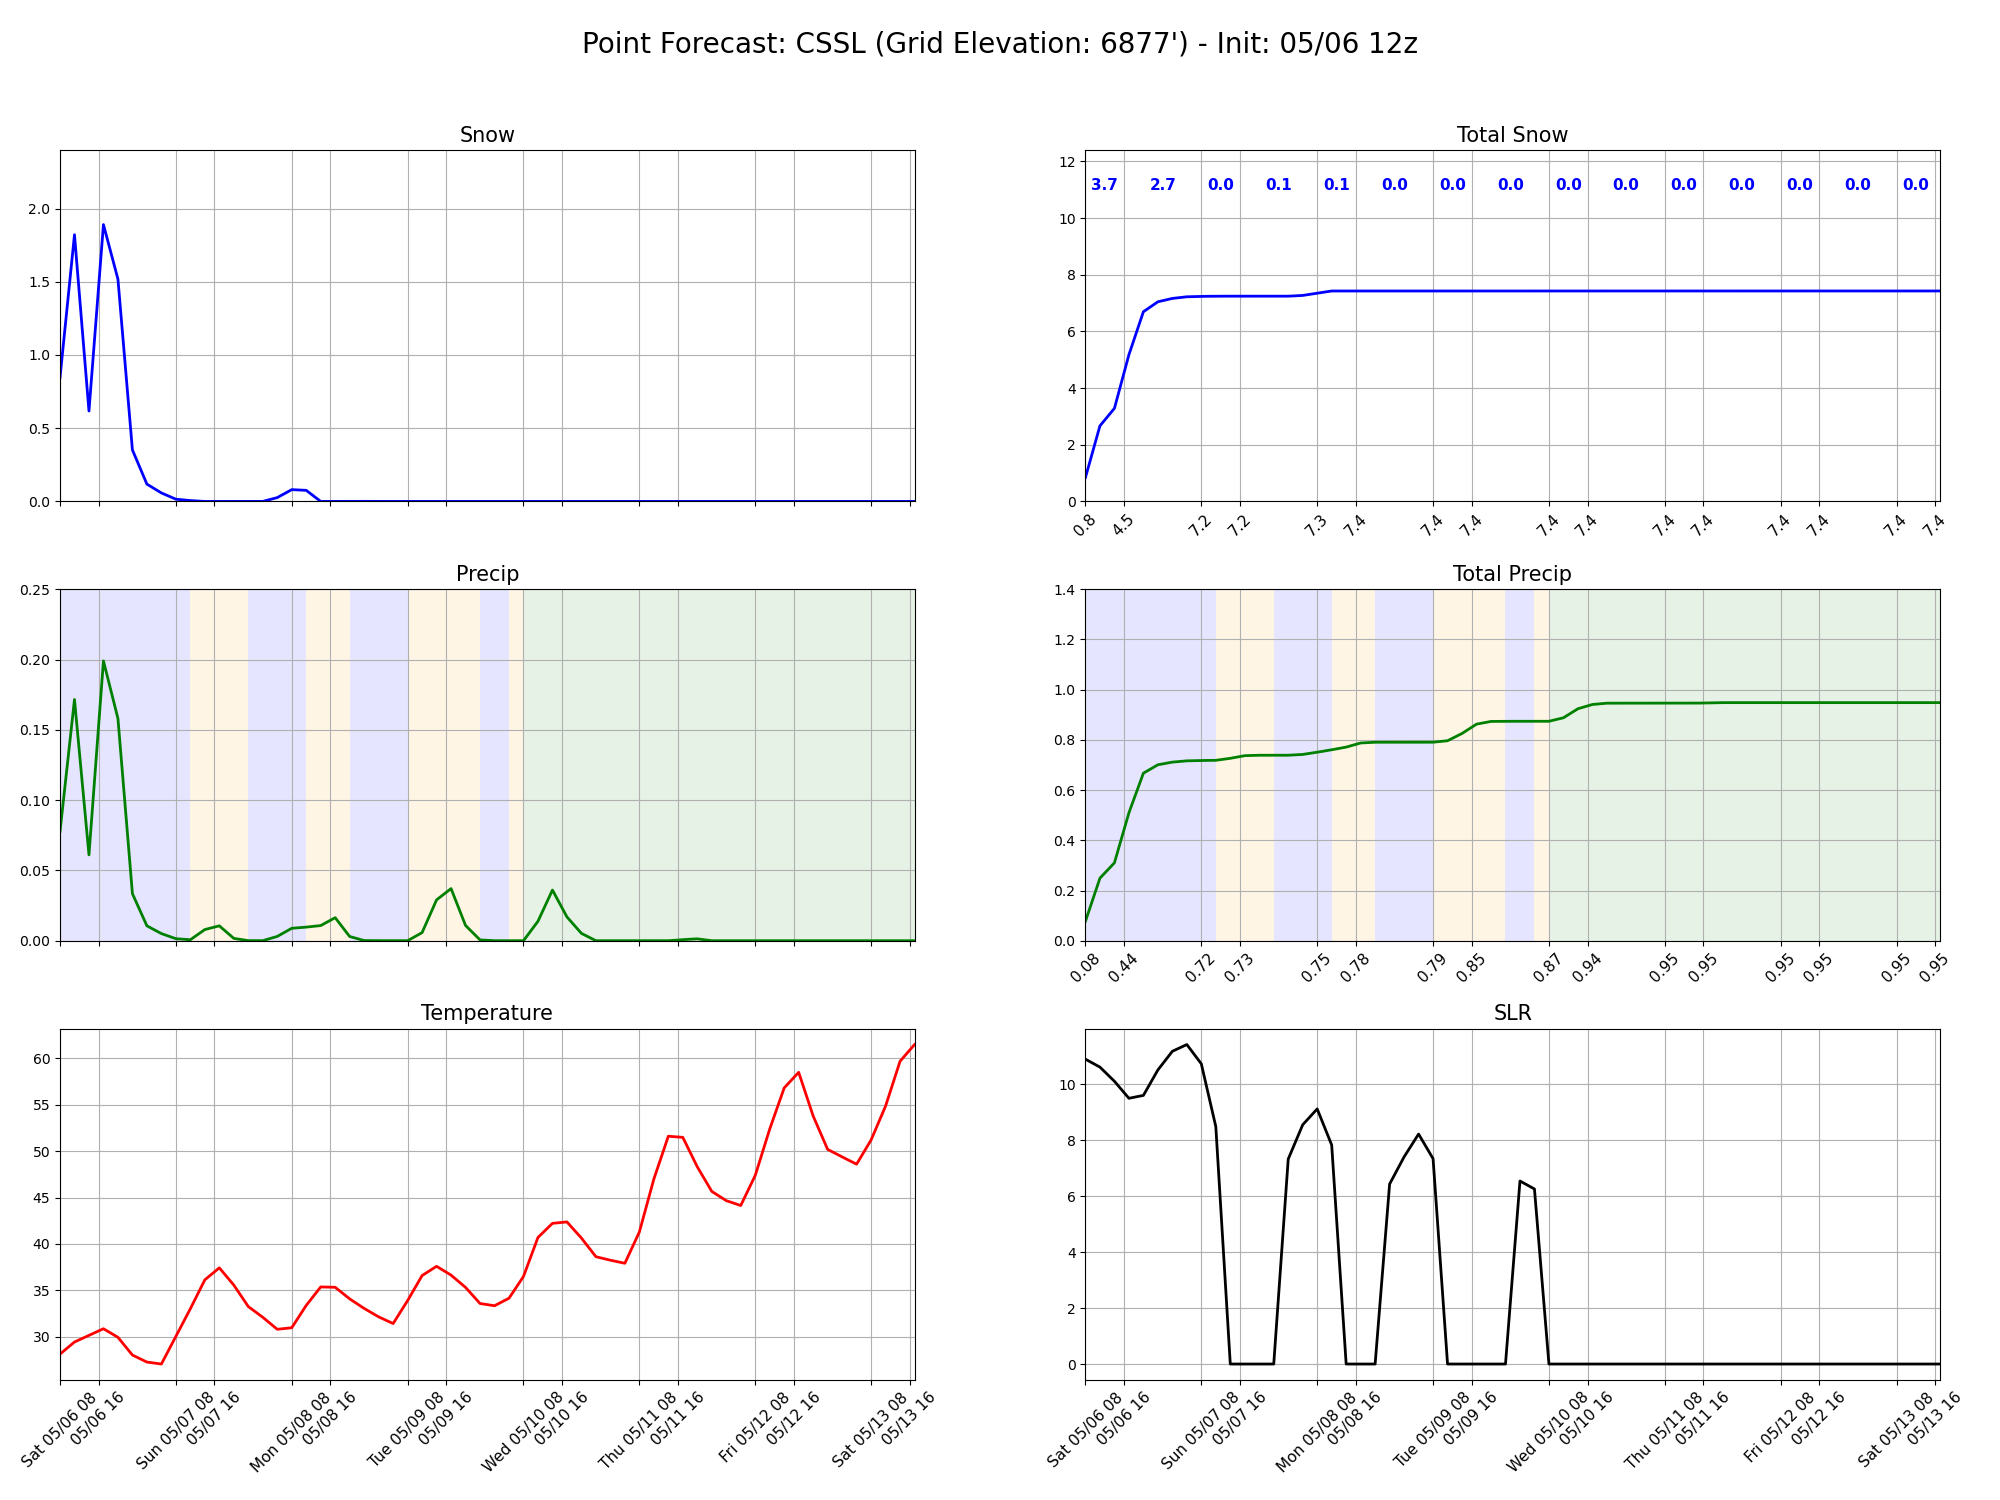 Point Forecast: CSSL (Grid Elevation: 6877') - Init: 05/06 12z
Snow
2.0
1.5
1.0
0.5
0.0
Total Snow
12
10
8
6
4
2
0
3.7 2.7 0.0 0.1 0.1 0.0 0.0 0.0 0.0 0.0 0.0 0.0 0.0 0.0 0.0
0.8 4.5 7.2 7.2 7.3 7.4 7.4 7.4 7.4 7.4 7.4 7.4 7.4 7.4 7.4 7.4
Precip
0.25
0.20
0.15
0.10
0.05
0.00
Total Precip
1.4
1.2
1.0
0.8
0.6
0.4
0.2
0.0
0.08 0.44 0.72 0.73 0.75 0.78 0.79 0.85 0.87 0.94 0.95 0.95 0.95 0.95 0.95 0.95
Temperature
60
55
50
45
40
35
30
Sat 05/06 08
05/06 16
Sun 05/07 08
05/07 16
Mon 05/08 08
05/08 16
Tue 05/09 08
05/09 16
Wed 05/10 08
05/10 16
Thu 05/11 08
05/11 16
Fri 05/12 08
05/12 16
Sat 05/13 08
05/13 16
SLR
10
8
6
4
2
0
Sat 05/06 08
05/06 16
Sun 05/07 08
05/07 16
Mon 05/08 08
05/08 16
Tue 05/09 08
05/09 16
Wed 05/10 08
05/10 16
Thu 05/11 08
05/11 16
Fri 05/12 08
05/12 16
Sat 05/13 08
05/13 16